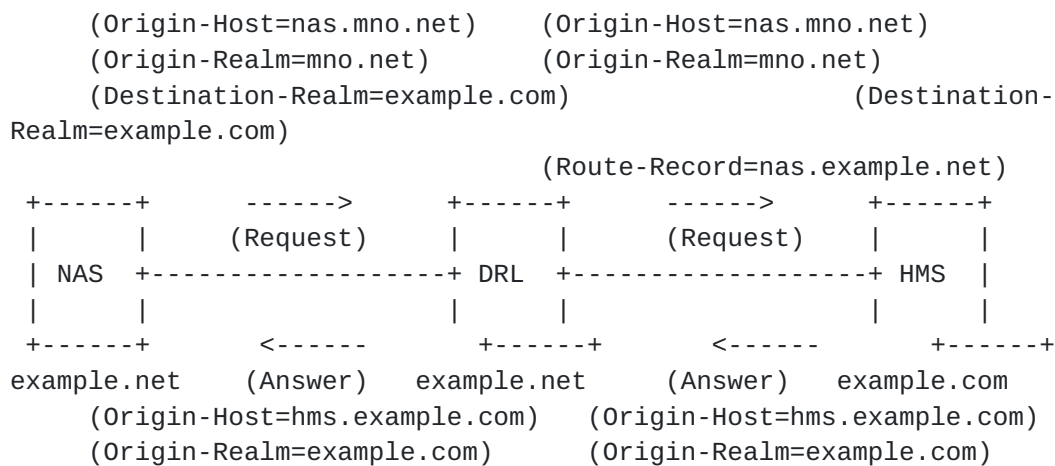 (Origin-Host=nas.mno.net)    (Origin-Host=nas.mno.net)
(Origin-Realm=mno.net)       (Origin-Realm=mno.net)
(Destination-Realm=example.com)                  (Destination-
Realm=example.com)
(Route-Record=nas.example.net)
+------+      ------>      +------+      ------>      +------+
|      |     (Request)     |      |      (Request)    |      |
| NAS  +-------------------+ DRL  +-------------------+ HMS  |
|      |                   |      |                   |      |
+------+      <------       +------+      <------       +------+
example.net    (Answer)   example.net    (Answer)   example.com
(Origin-Host=hms.example.com)   (Origin-Host=hms.example.com)
(Origin-Realm=example.com)      (Origin-Realm=example.com)